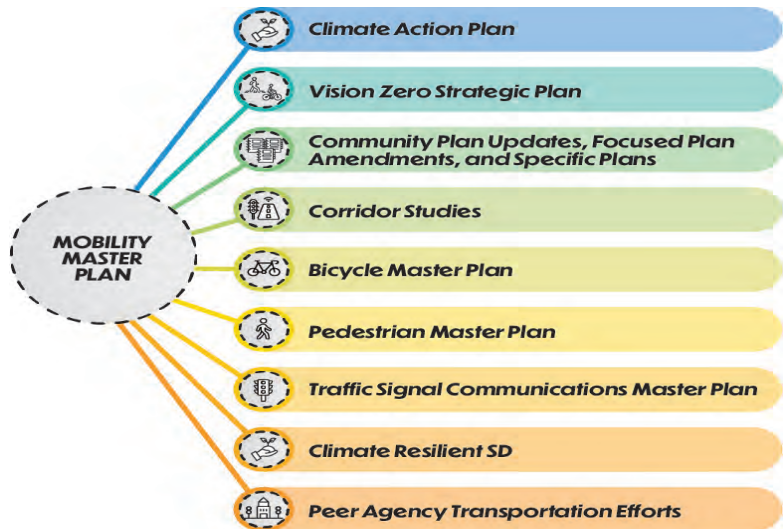 Climate Action Plan
Vision Zero Strategic Plan
Community Plan Updates, Focused Plan
Amendments, and Specific Plans
Corridor Studies
MOBILITY
MASTER
PLAN
Bicycle Master Plan
Pedestrian Master Plan
Traffic Signal Communications Master Plan
Climate Resilient SD
Peer Agency Transportation Efforts